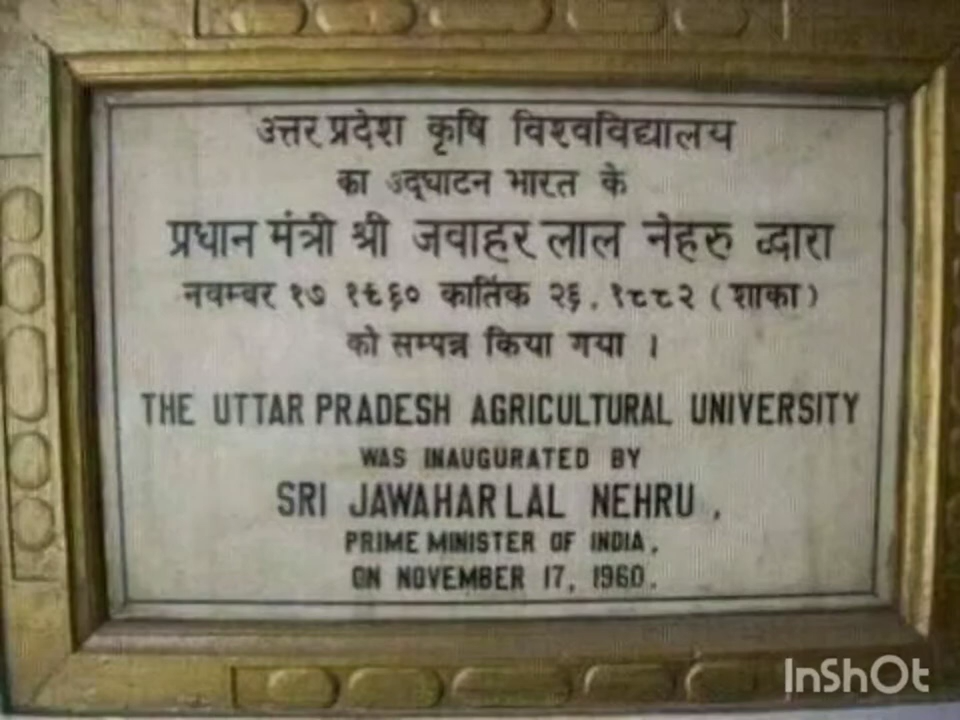 उत्तर प्रदेश कृषि विश्वविद्यालय
का उद्घाटन भारत के
प्रधान मंत्री श्री जवाहर लाल नेहरु द्वारा
नवम्बर १७ १९६० कार्तिक २६, १८८२ (शाका)
को सम्पन्न किया गया ।
THE UTTAR PRADESH AGRICULTURAL UNIVERSITY
WAS INAUGURATED BY
SRI JAWAHARLAL NEHRU,
PRIME MINISTER OF INDIA,
ON NOVEMBER 17, 1960.
InShOt